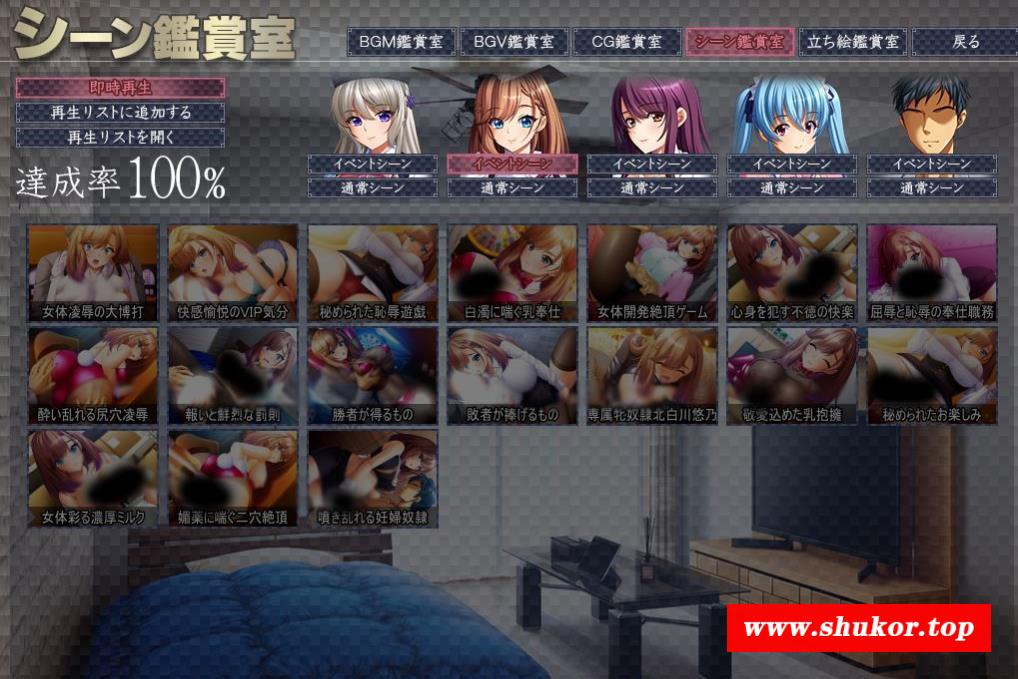 シーン鑑賞室
BGM鑑賞室 BGV鑑賞室 CG鑑賞室 シーン鑑賞室 立ち絵鑑賞室 戻る
即時再生
再生リストに追加する
再生リストを開く
達成率100%
イベントシーン イベントシーン イベントシーン イベントシーン イベントシーン
通常シーン 通常シーン 通常シーン 通常シーン 通常シーン
女体凌辱の大博打 快感愉悦のVIP気分 秘められた恥辱遊戯 白濁に喘ぐ乳奉仕 女体開発絶頂ゲーム 心身を犯す不徳の快楽 屈辱と恥辱の奉仕職務
酔い乱れる尻穴凌辱 報いと鮮烈な罰則 勝者が得るもの 敗者が捧げるもの 専属牝奴隷北白川悠乃 敬愛込めた乳抱擁 秘められたお楽しみ
女体彩る濃厚ミルク 媚薬に喘ぐ二穴絶頂 噴き乱れる妊婦奴隷
www.shukor.top